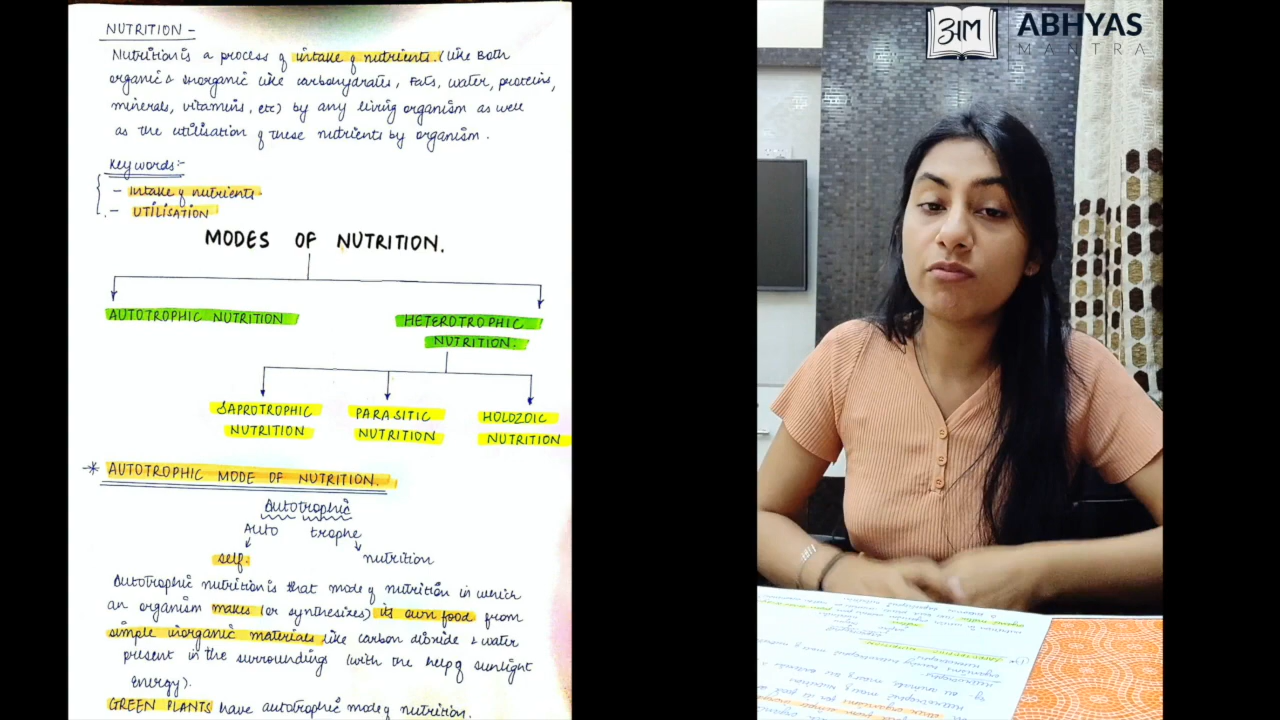 NUTRITION -
Nutrition is a process of intake of nutrients. (like Both
organic & inorganic like carbohydrate, Fats, water, proteins,
minerals, vitamins, etc) by any living organism as well
as the utilisation of these nutrients by organism.
Key words:-
- Intake of nutrients.
- UTILISATION
MODES OF NUTRITION.
AUTOTROPHIC NUTRITION
HETEROTROPHIC
NUTRITION.
SAPROTROPHIC
NUTRITION
PARASITIC
NUTRITION
HOLOZOIC
NUTRITION
* AUTOTROPHIC MODE OF NUTRITION.
Autotrophic
Auto trophe
self. nutrition
Autotrophic nutrition is that mode of nutrition in which
an organism makes (or synthesizes) its own food from
simple inorganic materials like carbon dioxide & water
present in the surroundings (with the help of sunlight
energy).
GREEN PLANTS have autotrophic mode of nutrition.
अM
ABHYAS
MANTRA